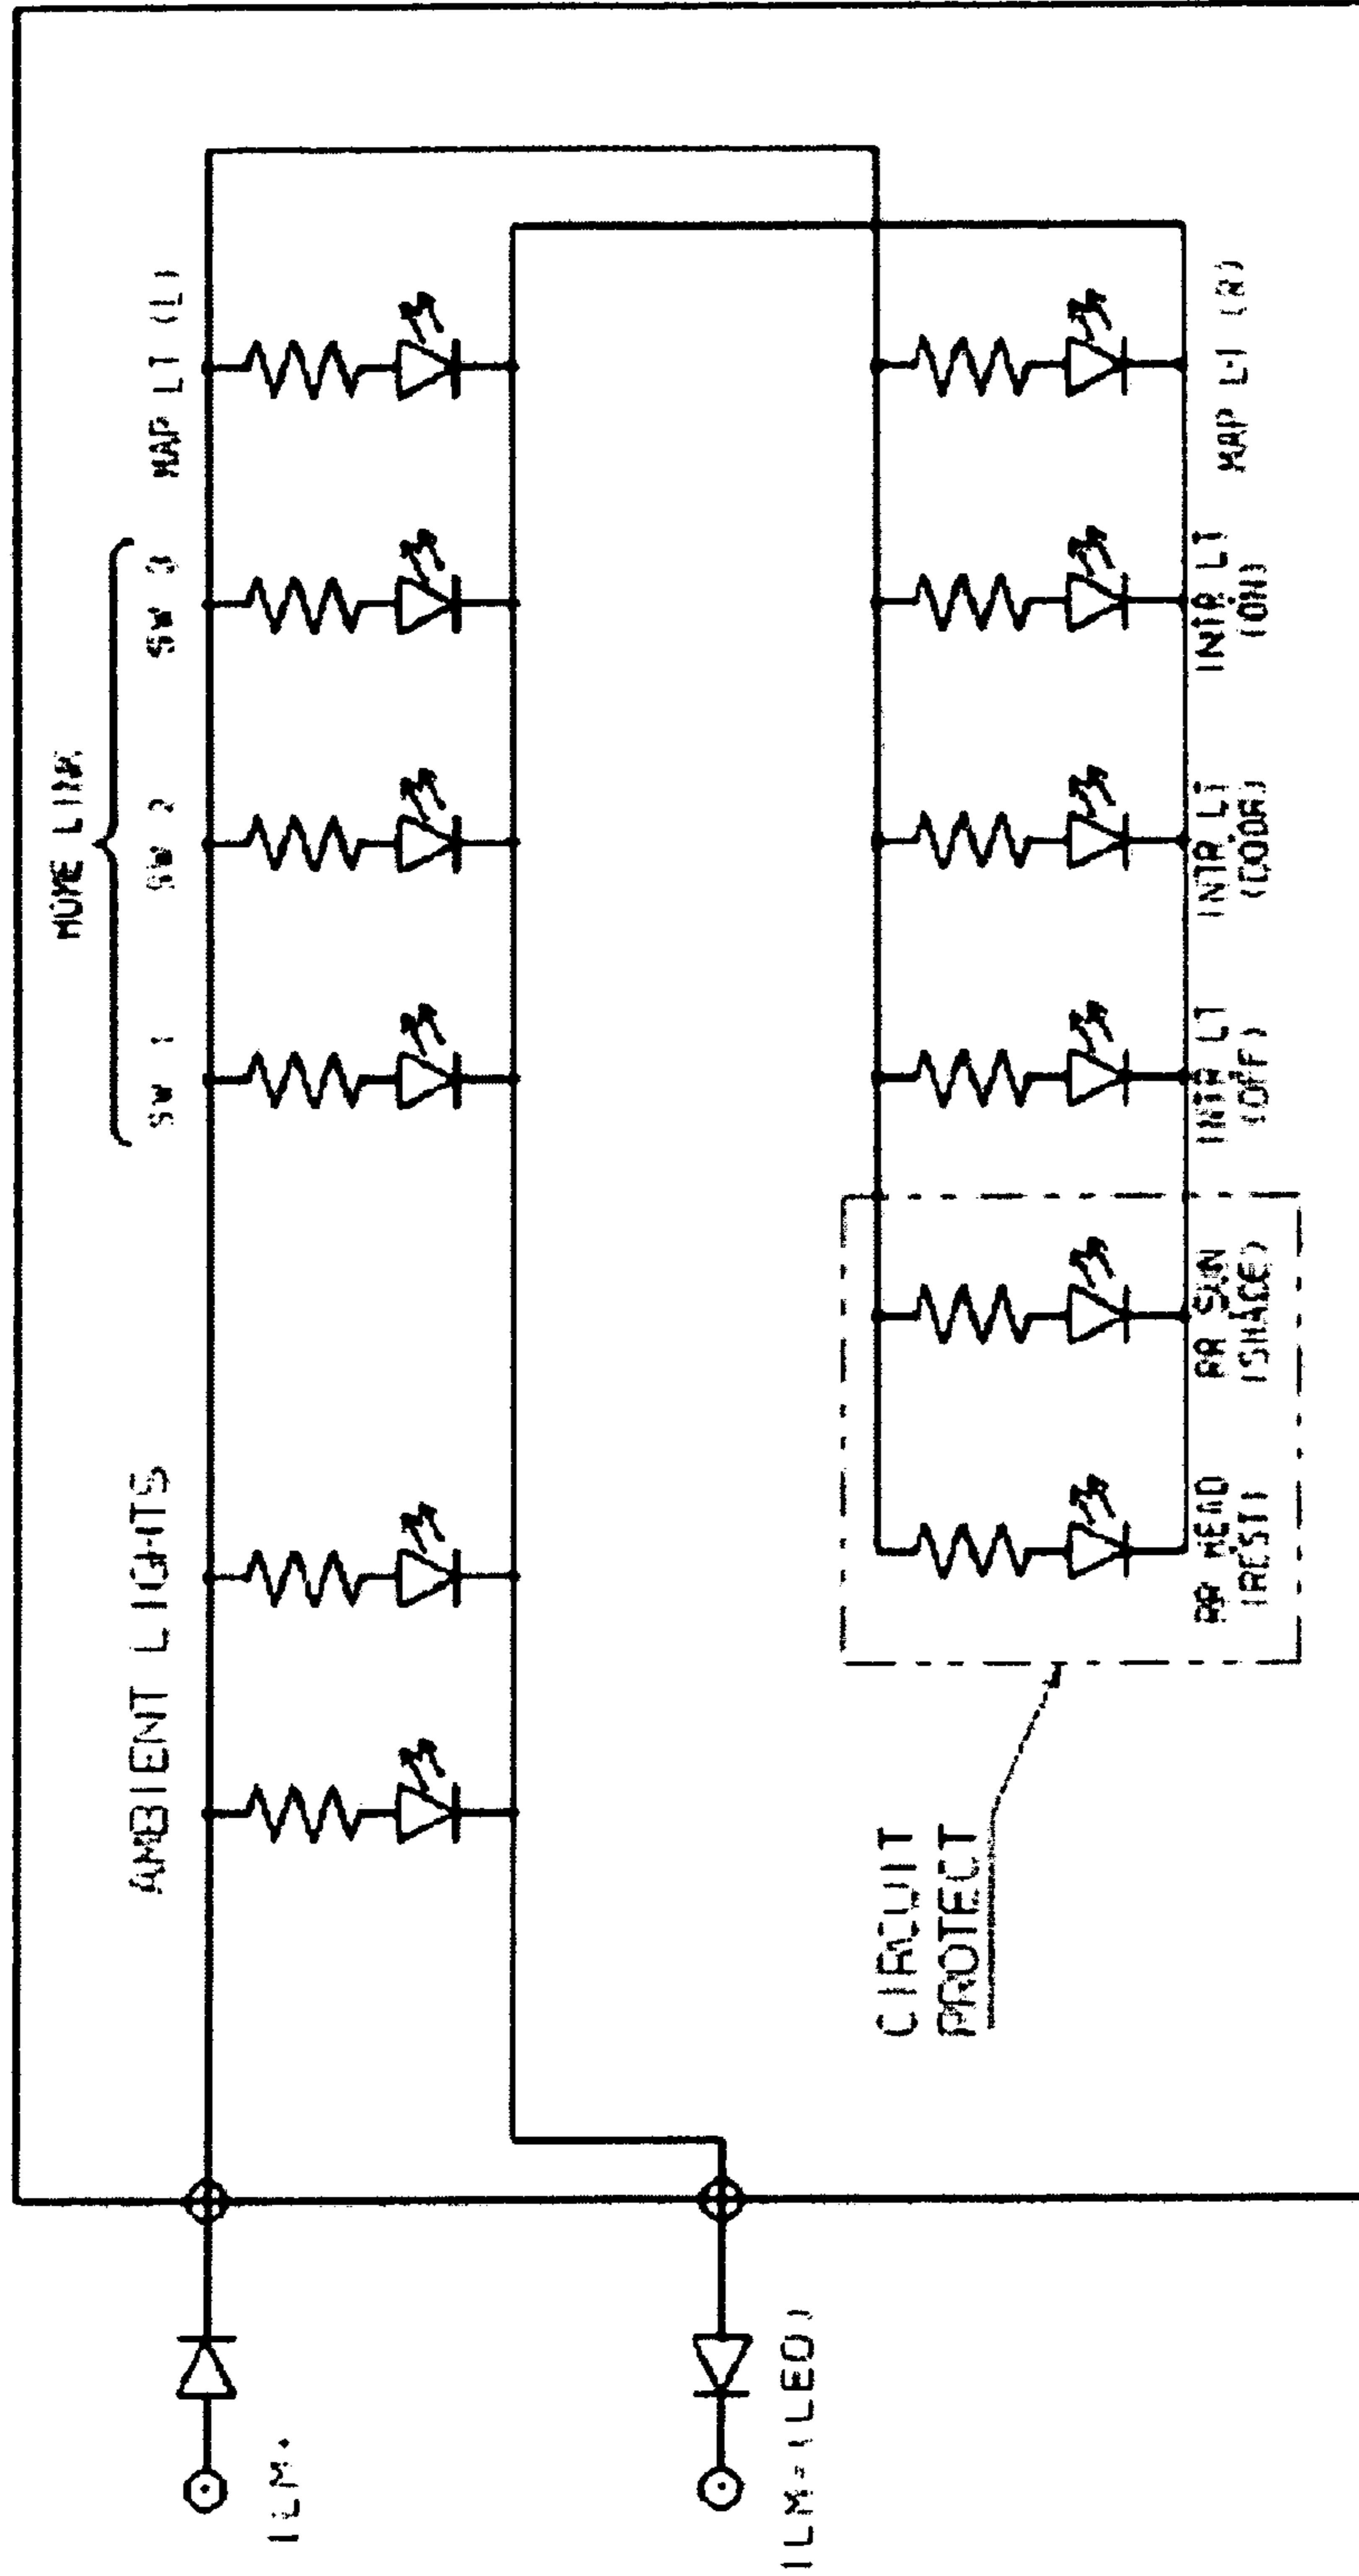 HOME LINK
SW 1 SW 2 SW 3 MAP LT (L)
AMBIENT LIGHTS
ILM+
ILM-(LED)
CIRCUIT
PROTECT
RR HEAD
(REST)
RR SUN
(SHADE)
INTR LT
(OFF)
INTR LT
(DOOR)
INTR LT
(ON)
MAP LT (R)